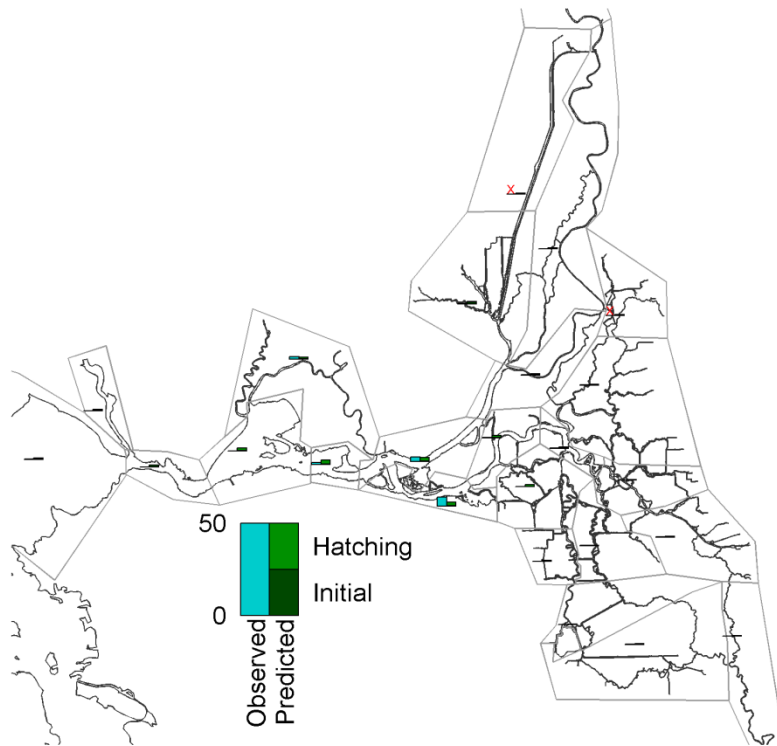 X
X
50
Hatching
Initial
0
Observed
Predicted